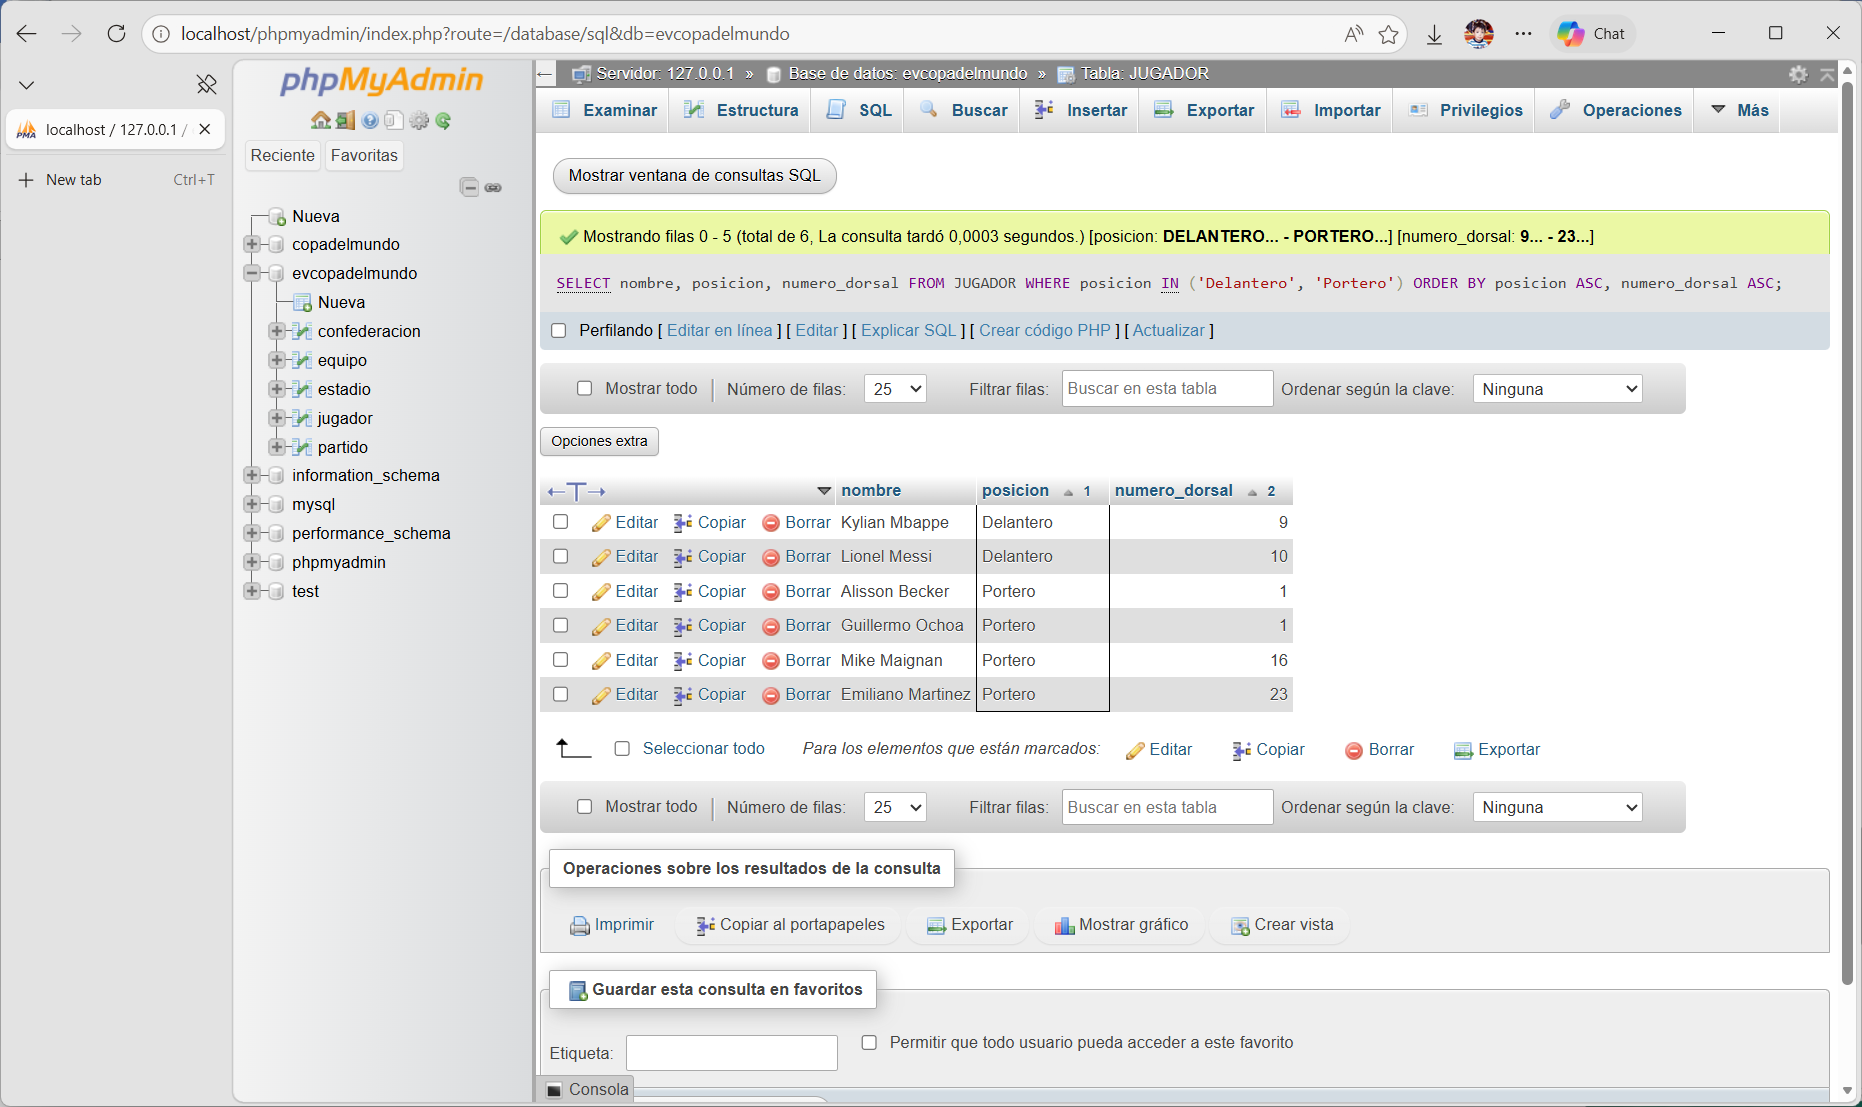 localhost/phpmyadmin/index.php?route=/database/sql&db=evcopadelmundo
Chat
localhost / 127.0.0.1 /
New tab Ctrl+T
phpMyAdmin
Reciente Favoritas
Nueva
copadelmundo
evcopadelmundo
Nueva
confederacion
equipo
estadio
jugador
partido
information_schema
mysql
performance_schema
phpmyadmin
test
Servidor: 127.0.0.1 » Base de datos: evcopadelmundo » Tabla: JUGADOR
Examinar Estructura SQL Buscar Insertar Exportar Importar Privilegios Operaciones Más
Mostrar ventana de consultas SQL
Mostrando filas 0 - 5 (total de 6, La consulta tardó 0,0003 segundos.) [posicion: DELANTERO... - PORTERO...] [numero_dorsal: 9... - 23...]
SELECT nombre, posicion, numero_dorsal FROM JUGADOR WHERE posicion IN ('Delantero', 'Portero') ORDER BY posicion ASC, numero_dorsal ASC;
Perfilando [ Editar en línea ] [ Editar ] [ Explicar SQL ] [ Crear código PHP ] [ Actualizar ]
Mostrar todo Número de filas: 25 Filtrar filas: Buscar en esta tabla Ordenar según la clave: Ninguna
Opciones extra
nombre posicion 1 numero_dorsal 2
Editar Copiar Borrar Kylian Mbappe Delantero 9
Editar Copiar Borrar Lionel Messi Delantero 10
Editar Copiar Borrar Alisson Becker Portero 1
Editar Copiar Borrar Guillermo Ochoa Portero 1
Editar Copiar Borrar Mike Maignan Portero 16
Editar Copiar Borrar Emiliano Martinez Portero 23
Seleccionar todo Para los elementos que están marcados: Editar Copiar Borrar Exportar
Mostrar todo Número de filas: 25 Filtrar filas: Buscar en esta tabla Ordenar según la clave: Ninguna
Operaciones sobre los resultados de la consulta
Imprimir Copiar al portapapeles Exportar Mostrar gráfico Crear vista
Guardar esta consulta en favoritos
Etiqueta: Permitir que todo usuario pueda acceder a este favorito
Consola